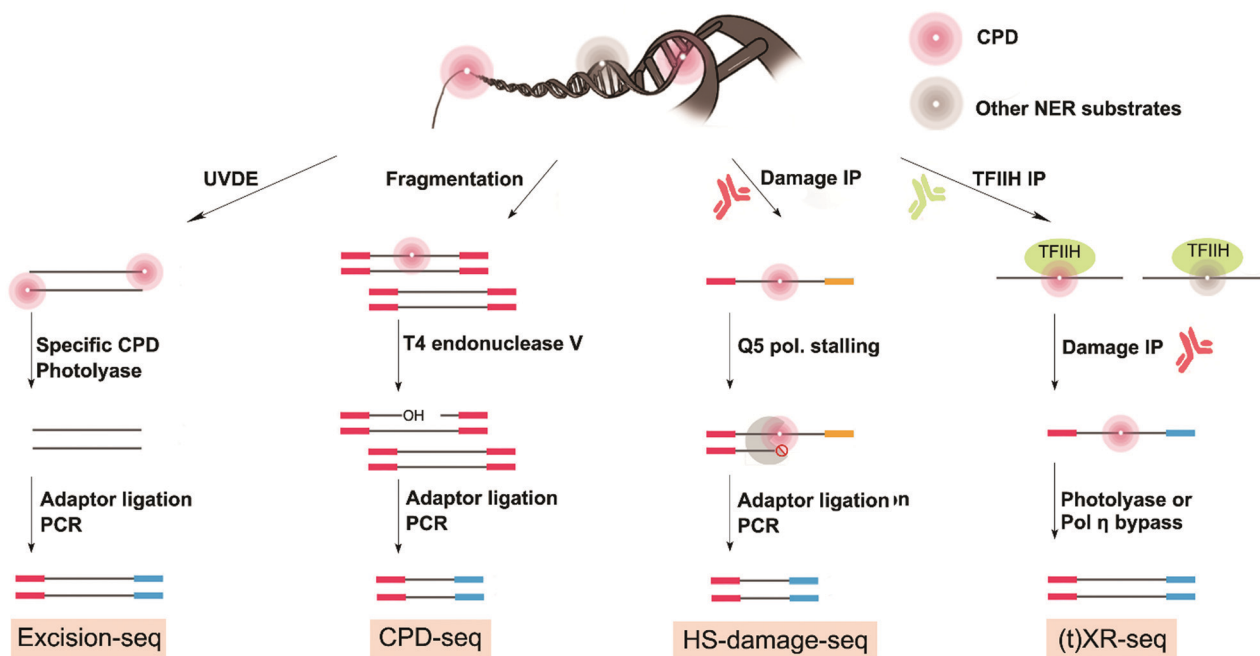 CPD
Other NER substrates
UVDE
Fragmentation
Damage IP
TFIIH IP
TFIIH
TFIIH
Specific CPD
Photolyase
T4 endonuclease V
Q5 pol. stalling
Damage IP
OH
Adaptor ligation
PCR
Adaptor ligation
PCR
Adaptor ligation n
PCR
Photolyase or
Pol η bypass
Excision-seq
CPD-seq
HS-damage-seq
(t)XR-seq